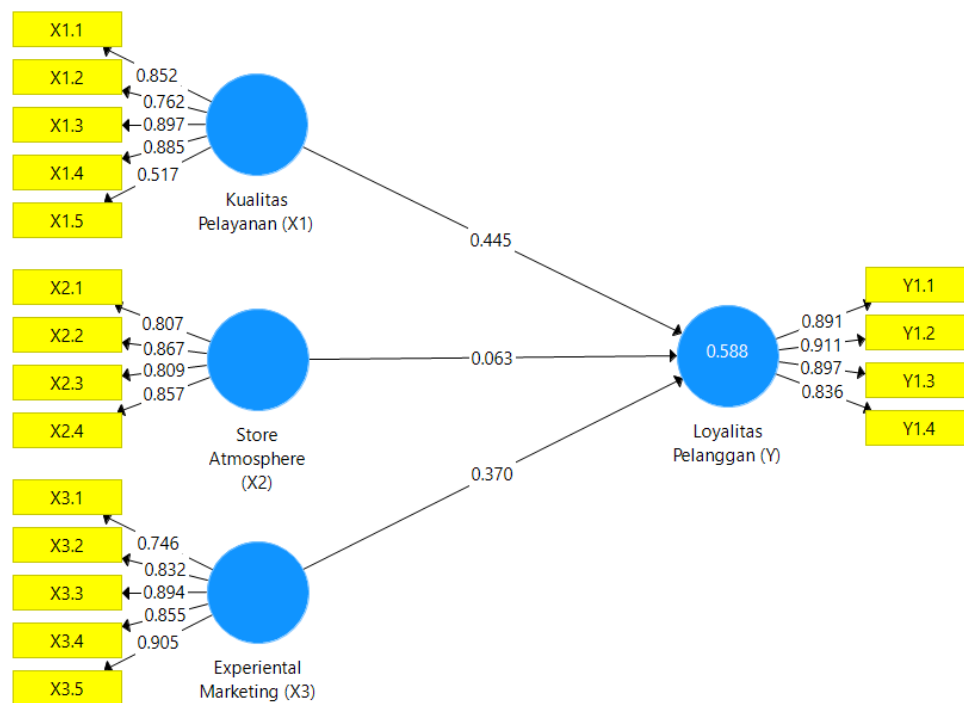 X1.1
X1.2
X1.3
X1.4
X1.5
0.852
0.762
0.897
0.885
0.517
Kualitas
Pelayanan (X1)
0.445
X2.1
X2.2
X2.3
X2.4
0.807
0.867
0.809
0.857
Store
Atmosphere
(X2)
0.063
X3.1
X3.2
X3.3
X3.4
X3.5
0.746
0.832
0.894
0.855
0.905
Experiental
Marketing (X3)
0.370
0.588
Loyalitas
Pelanggan (Y)
0.891
0.911
0.897
0.836
Y1.1
Y1.2
Y1.3
Y1.4